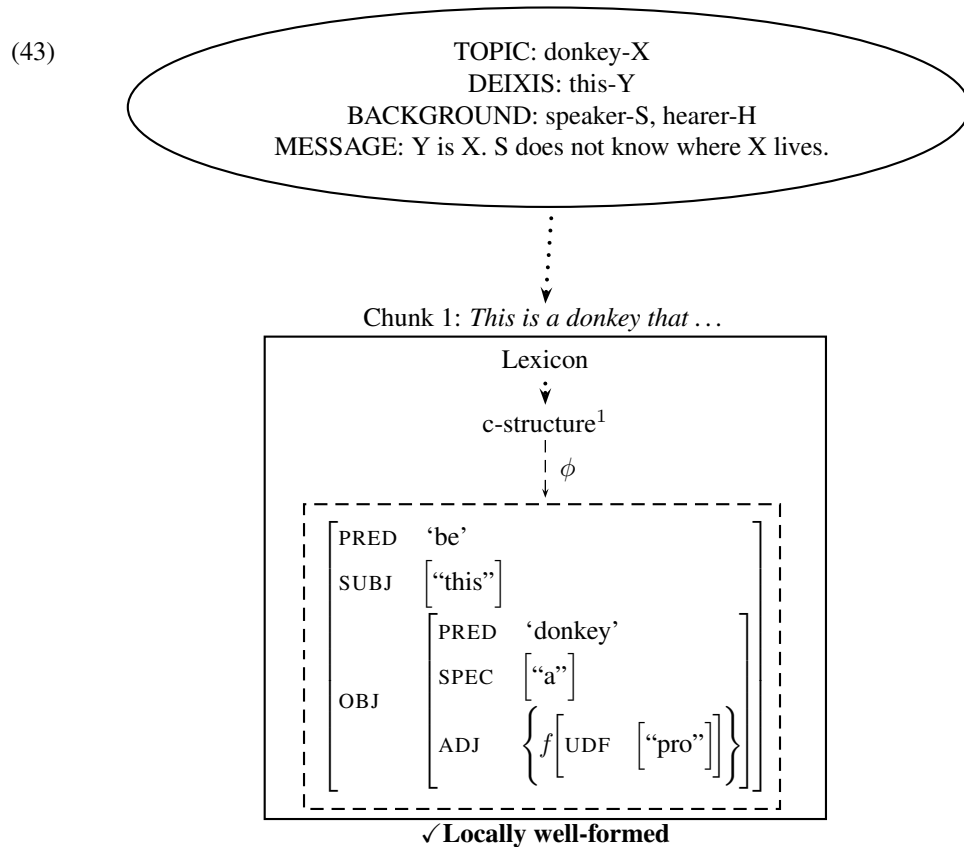 (43)
TOPIC: donkey-X
DEIXIS: this-Y
BACKGROUND: speaker-S, hearer-H
MESSAGE: Y is X. S does not know where X lives.
Chunk 1: This is a donkey that ...
Lexicon
c-structure¹
ϕ
PRED ‘be’
SUBJ [“this”]
OBJ
PRED ‘donkey’
SPEC [“a”]
ADJ {f[UDF [“pro”]]}
✓Locally well-formed